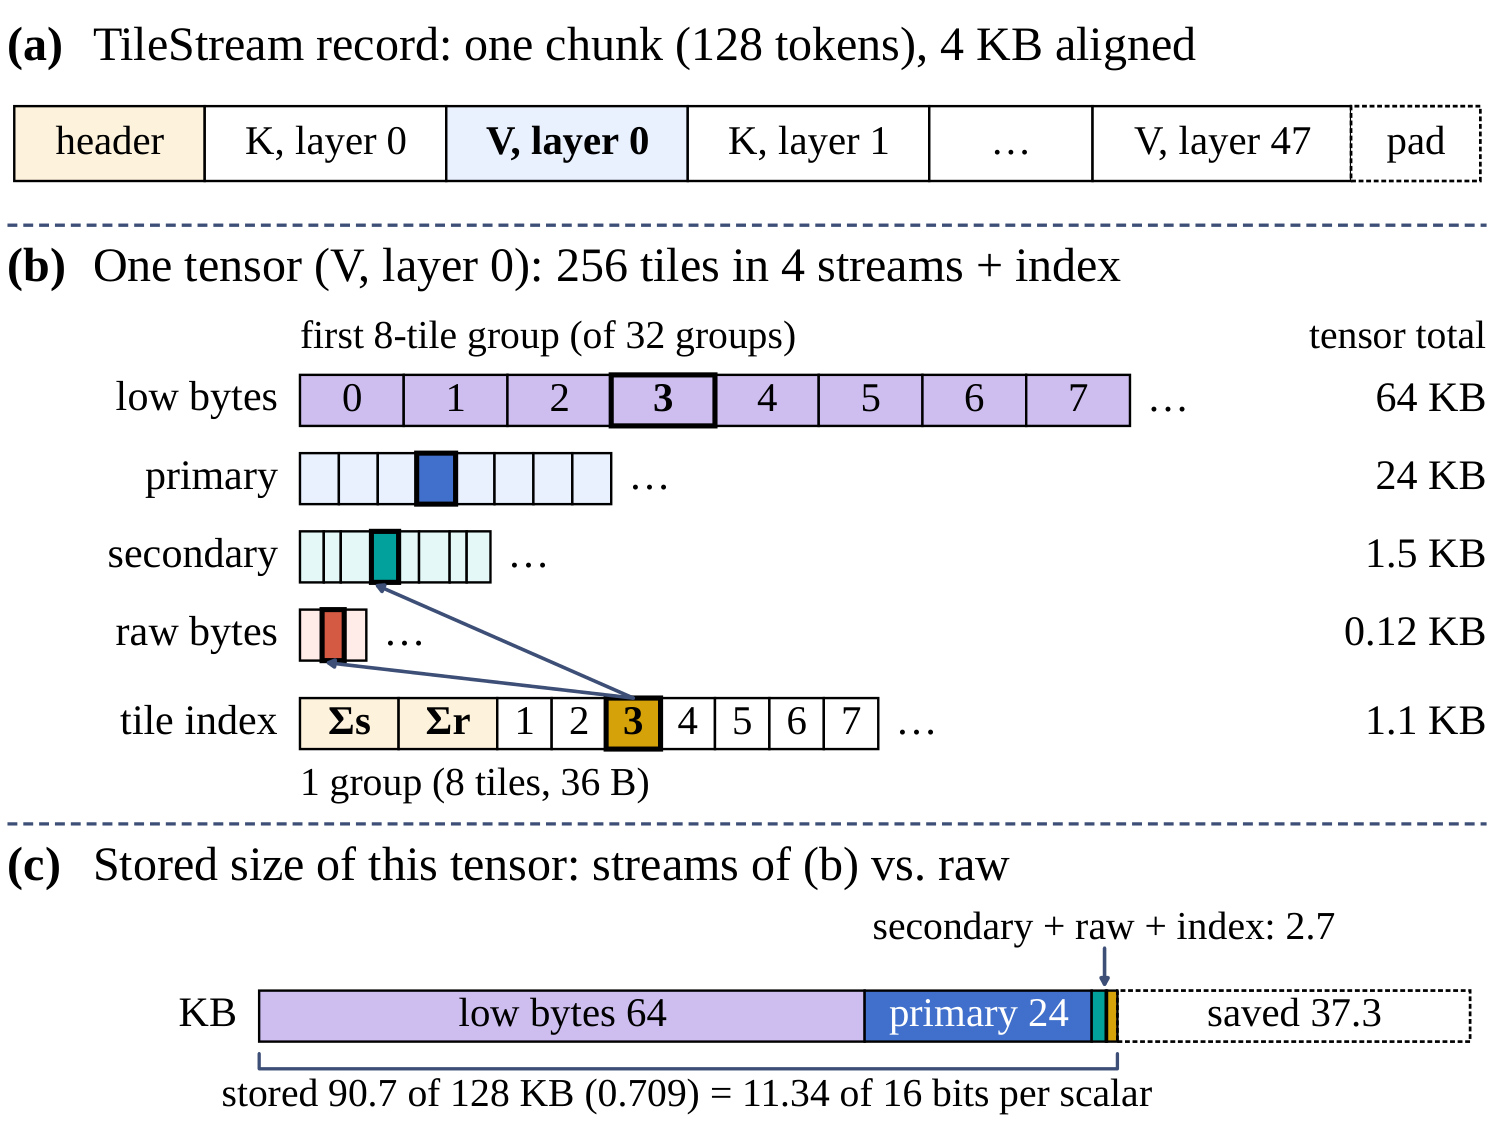 (a) TileStream record: one chunk (128 tokens), 4 KB aligned
header K, layer 0 V, layer 0 K, layer 1 … V, layer 47 pad
(b) One tensor (V, layer 0): 256 tiles in 4 streams + index
first 8-tile group (of 32 groups) tensor total
low bytes 0 1 2 3 4 5 6 7 … 64 KB
primary … 24 KB
secondary … 1.5 KB
raw bytes … 0.12 KB
tile index Σs Σr 1 2 3 4 5 6 7 … 1.1 KB
1 group (8 tiles, 36 B)
(c) Stored size of this tensor: streams of (b) vs. raw
secondary + raw + index: 2.7
KB low bytes 64 primary 24 saved 37.3
stored 90.7 of 128 KB (0.709) = 11.34 of 16 bits per scalar